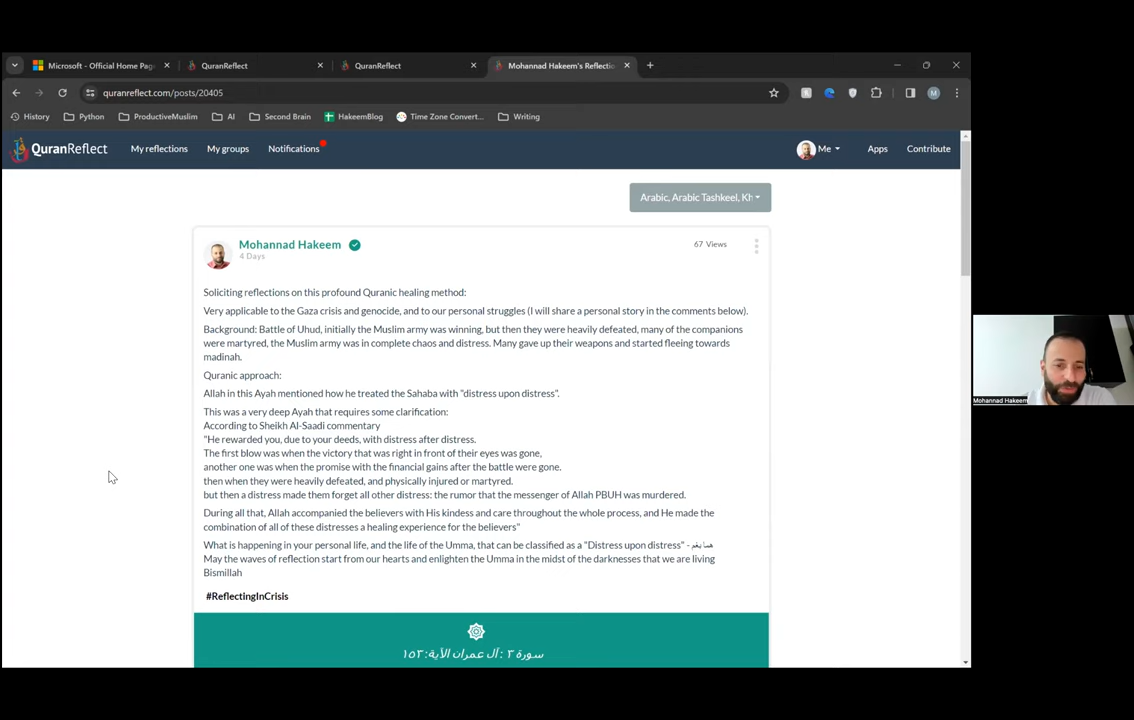 Microsoft - Official Home Pag
QuranReflect
QuranReflect
Mohannad Hakeem's Reflectio
quranreflect.com/posts/20405
M
History
Python
ProductiveMuslim
AI
Second Brain
HakeemBlog
Time Zone Convert...
Writing
QuranReflect
My reflections
My groups
Notifications
Me
Apps
Contribute
Arabic, Arabic Tashkeel, Kh
Mohannad Hakeem
67 Views
4 Days
Soliciting reflections on this profound Quranic healing method:
Very applicable to the Gaza crisis and genocide, and to our personal struggles (I will share a personal story in the comments below).
Background: Battle of Uhud, initially the Muslim army was winning, but then they were heavily defeated, many of the companions
were martyred, the Muslim army was in complete chaos and distress. Many gave up their weapons and started fleeing towards
madinah.
Quranic approach:
Allah in this Ayah mentioned how he treated the Sahaba with "distress upon distress".
This was a very deep Ayah that requires some clarification:
According to Sheikh Al-Saadi commentary
"He rewarded you, due to your deeds, with distress after distress.
The first blow was when the victory that was right in front of their eyes was gone,
another one was when the promise with the financial gains after the battle were gone.
then when they were heavily defeated, and physically injured or martyred.
but then a distress made them forget all other distress: the rumor that the messenger of Allah PBUH was murdered.
During all that, Allah accompanied the believers with His kindess and care throughout the whole process, and He made the
combination of all of these distresses a healing experience for the believers"
What is happening in your personal life, and the life of the Umma, that can be classified as a "Distress upon distress" - هما بغم
May the waves of reflection start from our hearts and enlighten the Umma in the midst of the darknesses that we are living
Bismillah
#ReflectingInCrisis
سورة ٣ : آل عمران الآية: ١٥٣
Mohannad Hakeem